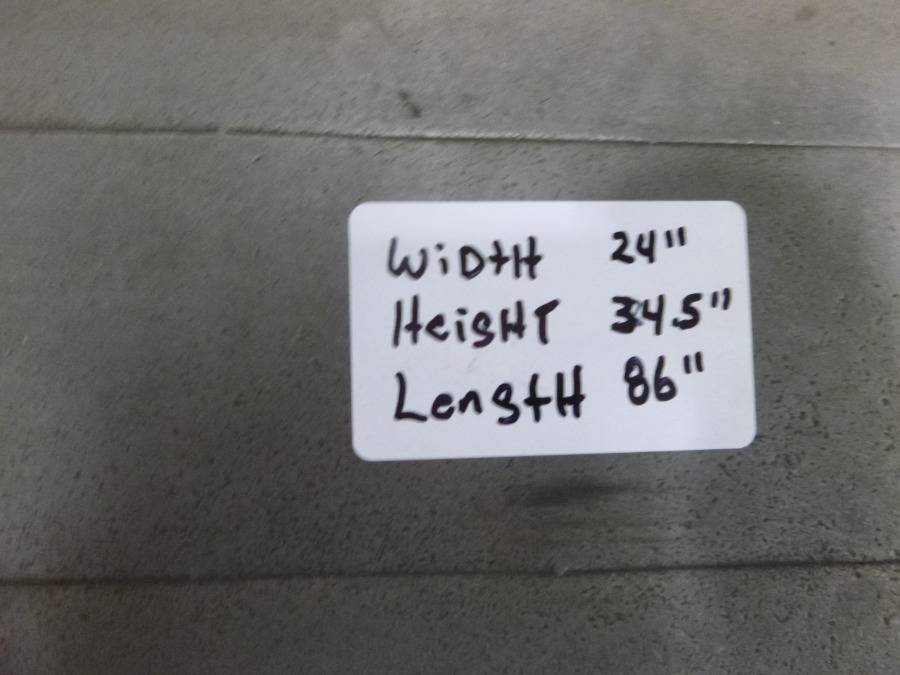 WiDtH 24"
HeigHT 34.5"
LengtH 86"